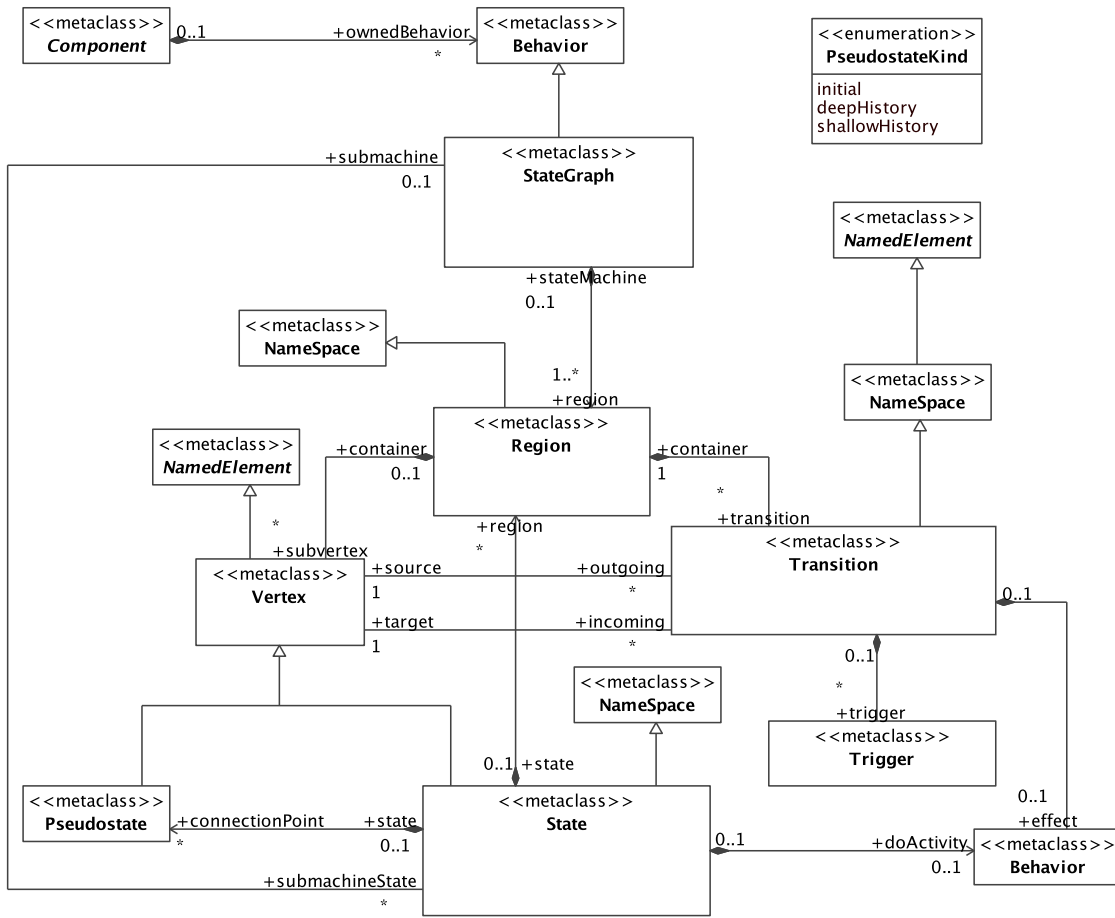 <<metaclass>>
Component
0..1
+ownedBehavior
*
<<metaclass>>
Behavior
<<enumeration>>
PseudostateKind
initial
deepHistory
shallowHistory
+submachine
0..1
<<metaclass>>
StateGraph
<<metaclass>>
NamedElement
+stateMachine
0..1
<<metaclass>>
NameSpace
1..*
+region
<<metaclass>>
NameSpace
<<metaclass>>
Region
<<metaclass>>
NamedElement
+container
0..1
+container
1
*
+transition
*
+subvertex
+region
*
<<metaclass>>
Vertex
<<metaclass>>
Transition
+source
1
+outgoing
*
+target
1
+incoming
*
0..1
0..1
*
+trigger
<<metaclass>>
NameSpace
<<metaclass>>
Trigger
0..1 +state
<<metaclass>>
Pseudostate
+connectionPoint
*
+state
0..1
<<metaclass>>
State
0..1
+effect
0..1
+doActivity
0..1
<<metaclass>>
Behavior
+submachineState
*